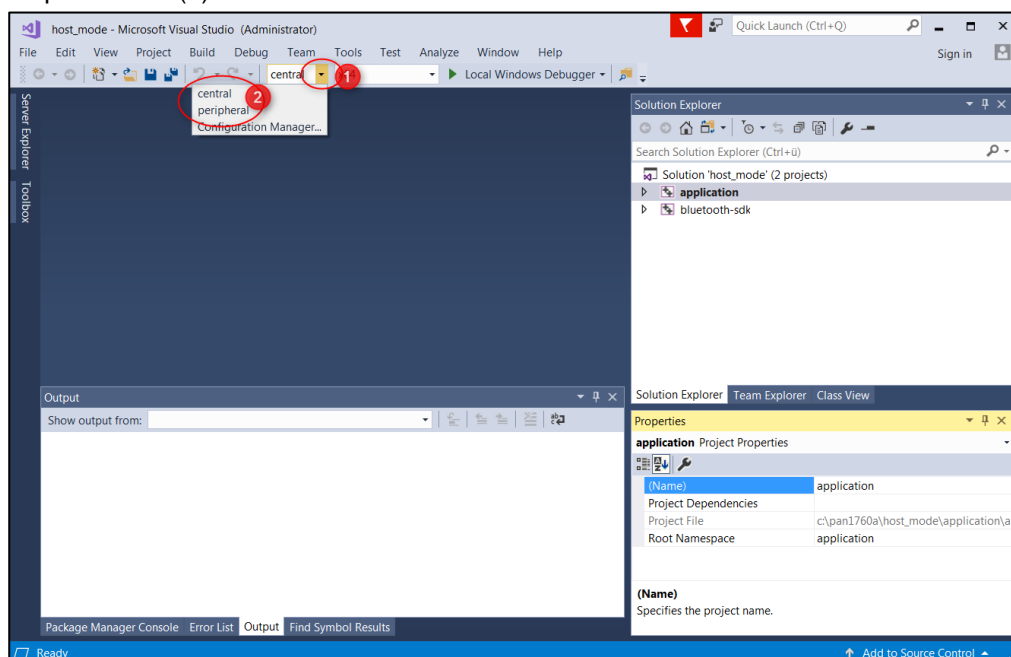 host_mode - Microsoft Visual Studio (Administrator)
Quick Launch (Ctrl+Q)
File Edit View Project Build Debug Team Tools Test Analyze Window Help
Sign in
central
1
Local Windows Debugger
central
2
peripheral
Configuration Manager...
Server Explorer
Toolbox
Solution Explorer
Search Solution Explorer (Ctrl+ü)
Solution 'host_mode' (2 projects)
application
bluetooth-sdk
Solution Explorer Team Explorer Class View
Output
Show output from:
Properties
application Project Properties
(Name) application
Project Dependencies
Project File c:\pan1760a\host_mode\application\a
Root Namespace application
(Name)
Specifies the project name.
Package Manager Console Error List Output Find Symbol Results
Ready
Add to Source Control